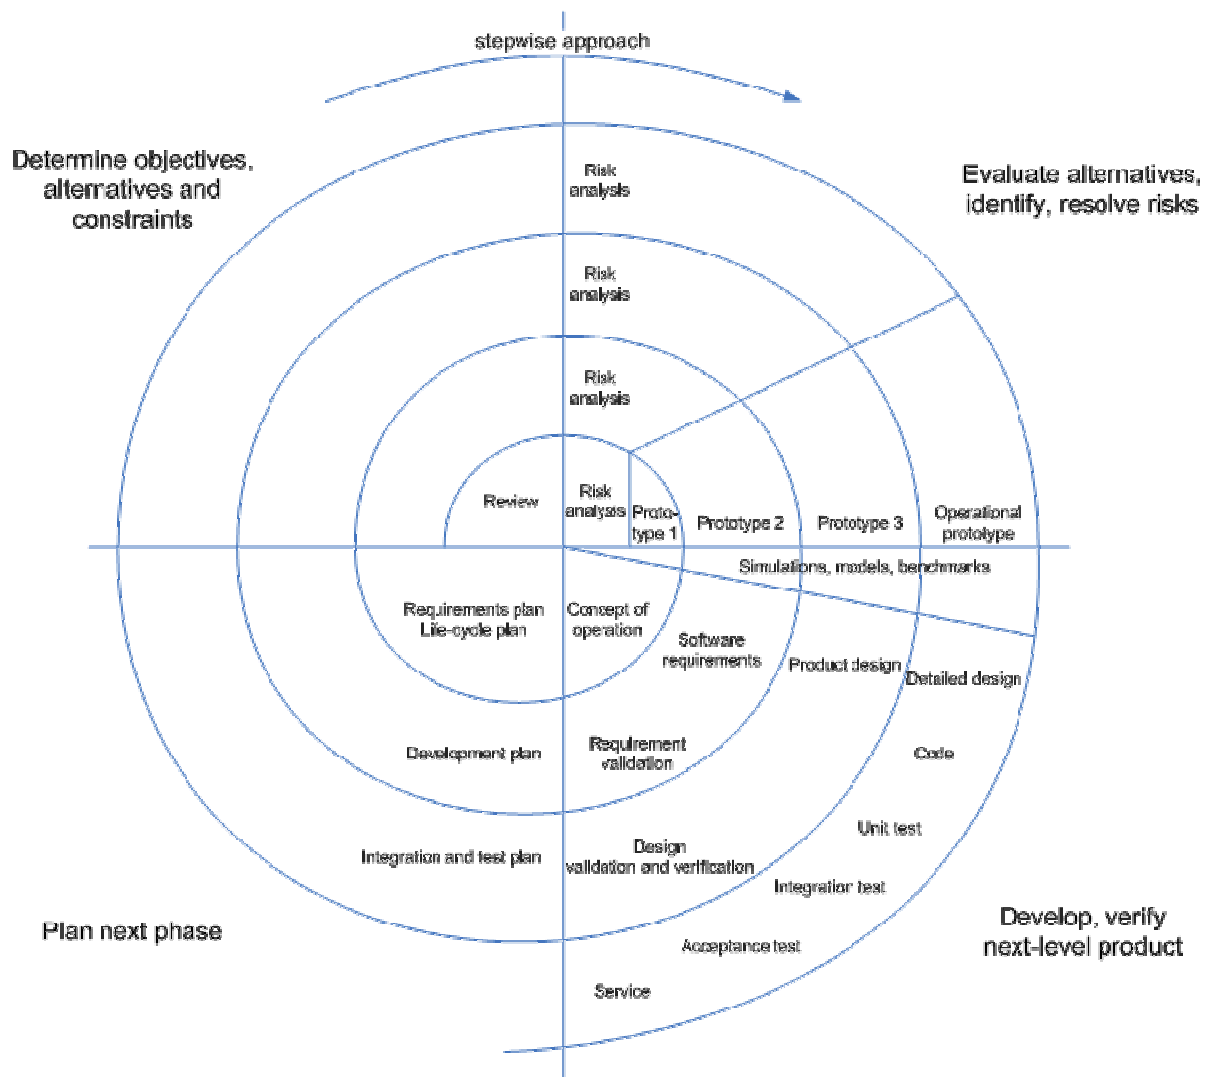 stepwise approach
Determine objectives,
alternatives and
constraints
Evaluate alternatives,
identify, resolve risks
Risk
analysis
Risk
analysis
Risk
analysis
Review
Risk
analysis
Proto-
type 1
Prototype 2
Prototype 3
Operational
prototype
Simulations, models, benchmarks
Requirements plan
Life-cycle plan
Concept of
operation
Software
requirements
Product design
Detailed design
Development plan
Requirement
validation
Code
Unit test
Integration and test plan
Design
validation and verification
Integration test
Acceptance test
Service
Plan next phase
Develop, verify
next-level product